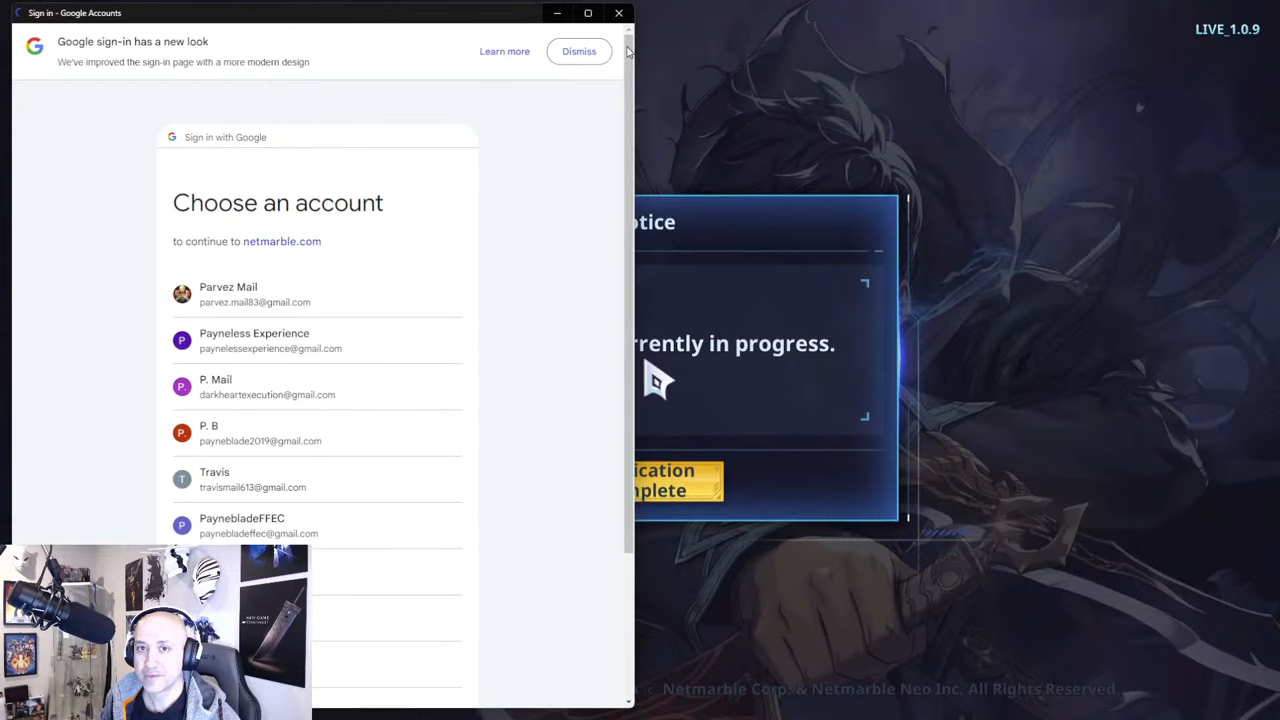 Sign in - Google Accounts
LIVE_1.0.9
Google sign-in has a new look
We've improved the sign-in page with a more modern design
Learn more
Dismiss
Sign in with Google
Choose an account
to continue to netmarble.com
Parvez Mail
parvez.mail83@gmail.com
Payneless Experience
paynelessexperience@gmail.com
P. Mail
darkheartexecution@gmail.com
P. B
payneblade2019@gmail.com
T
Travis
travismail613@gmail.com
P
PaynebladeFFEC
paynebladeffec@gmail.com
otice
rrently in progress.
ication
mplete
NEW GAME
Netmarble Corp. & Netmarble Neo Inc. All Rights Reserved